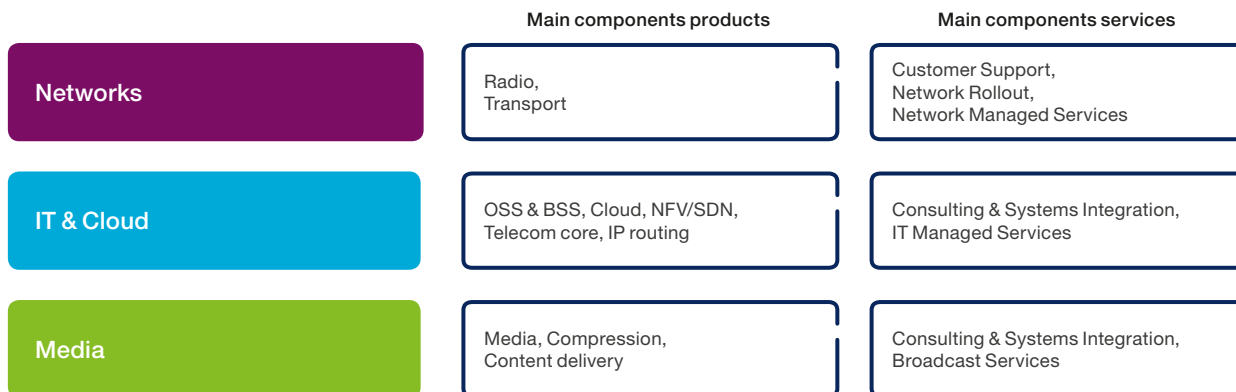 Main components products
Main components services
Networks
Radio,
Transport
Customer Support,
Network Rollout,
Network Managed Services
IT & Cloud
OSS & BSS, Cloud, NFV/SDN,
Telecom core, IP routing
Consulting & Systems Integration,
IT Managed Services
Media
Media, Compression,
Content delivery
Consulting & Systems Integration,
Broadcast Services